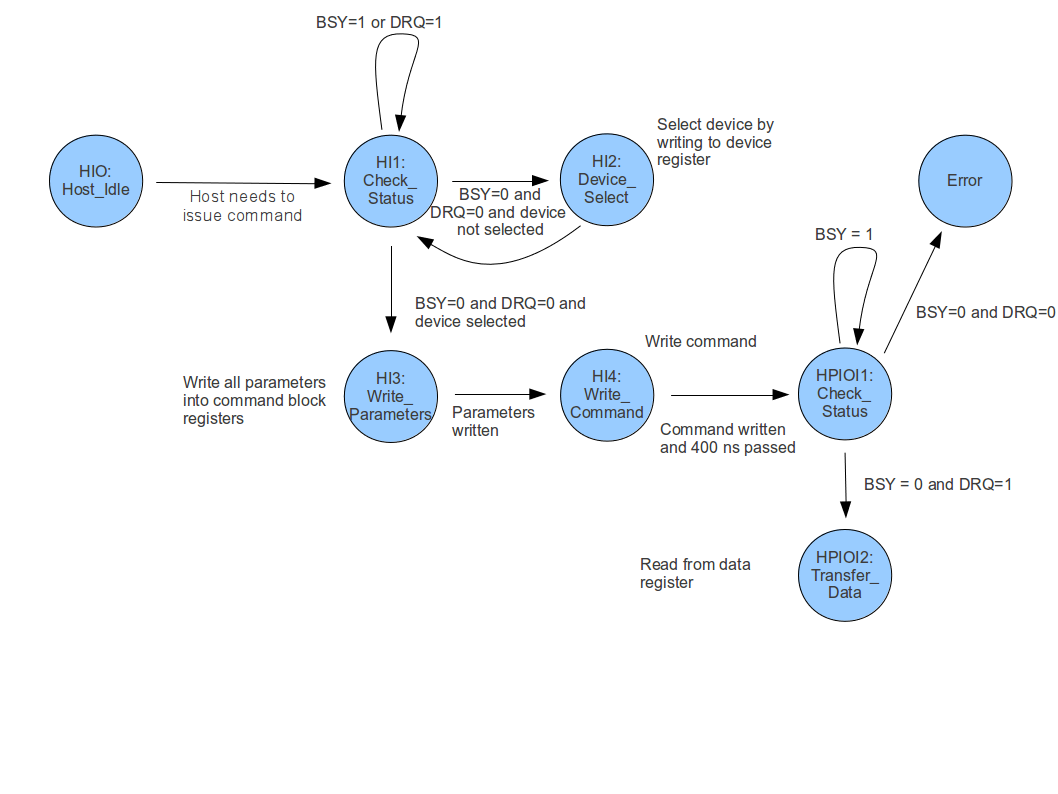 BSY=1 or DRQ=1
HIO:
Host_Idle
Host needs to
issue command
HI1:
Check_
Status
BSY=0 and
DRQ=0 and device
not selected
HI2:
Device_
Select
Select device by
writing to device
register
Error
BSY = 1
BSY=0 and DRQ=0
BSY=0 and DRQ=0 and
device selected
Write all parameters
into command block
registers
HI3:
Write_
Parameters
Parameters
written
HI4:
Write_
Command
Write command
Command written
and 400 ns passed
HPIOI1:
Check_
Status
BSY = 0 and DRQ=1
Read from data
register
HPIOI2:
Transfer_
Data